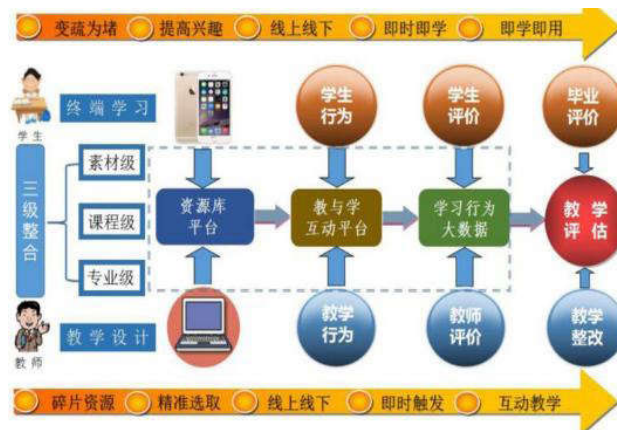 变疏为堵 提高兴趣 线上线下 即时即学 即学即用
学生
终端学习
学生
行为
学生
评价
毕业
评价
三级整合
素材级
课程级
专业级
资源库
平台
教与学
互动平台
学习行为
大数据
教学
评估
教师
教学设计
教学
行为
教师
评价
教学
整改
碎片资源 精准选取 线上线下 即时触发 互动教学